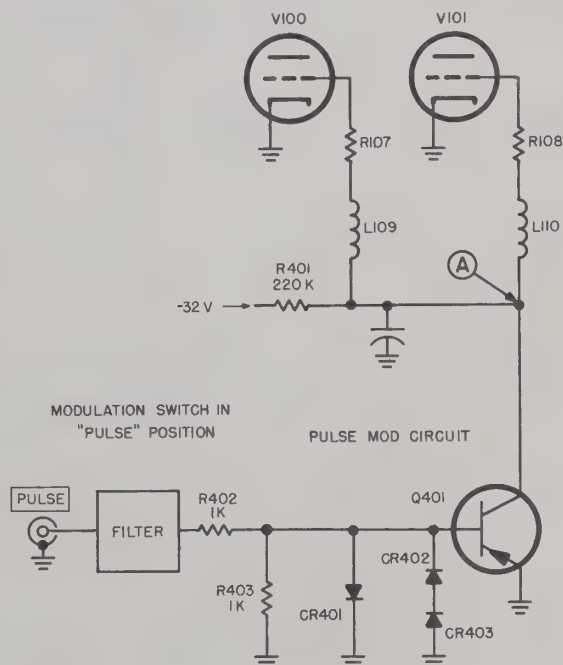 V100
V101
R107
R108
L109
L110
R401
220 K
A
-32 V
MODULATION SWITCH IN
"PULSE" POSITION
PULSE MOD CIRCUIT
PULSE
FILTER
R402
1K
Q401
R403
1K
CR401
CR402
CR403